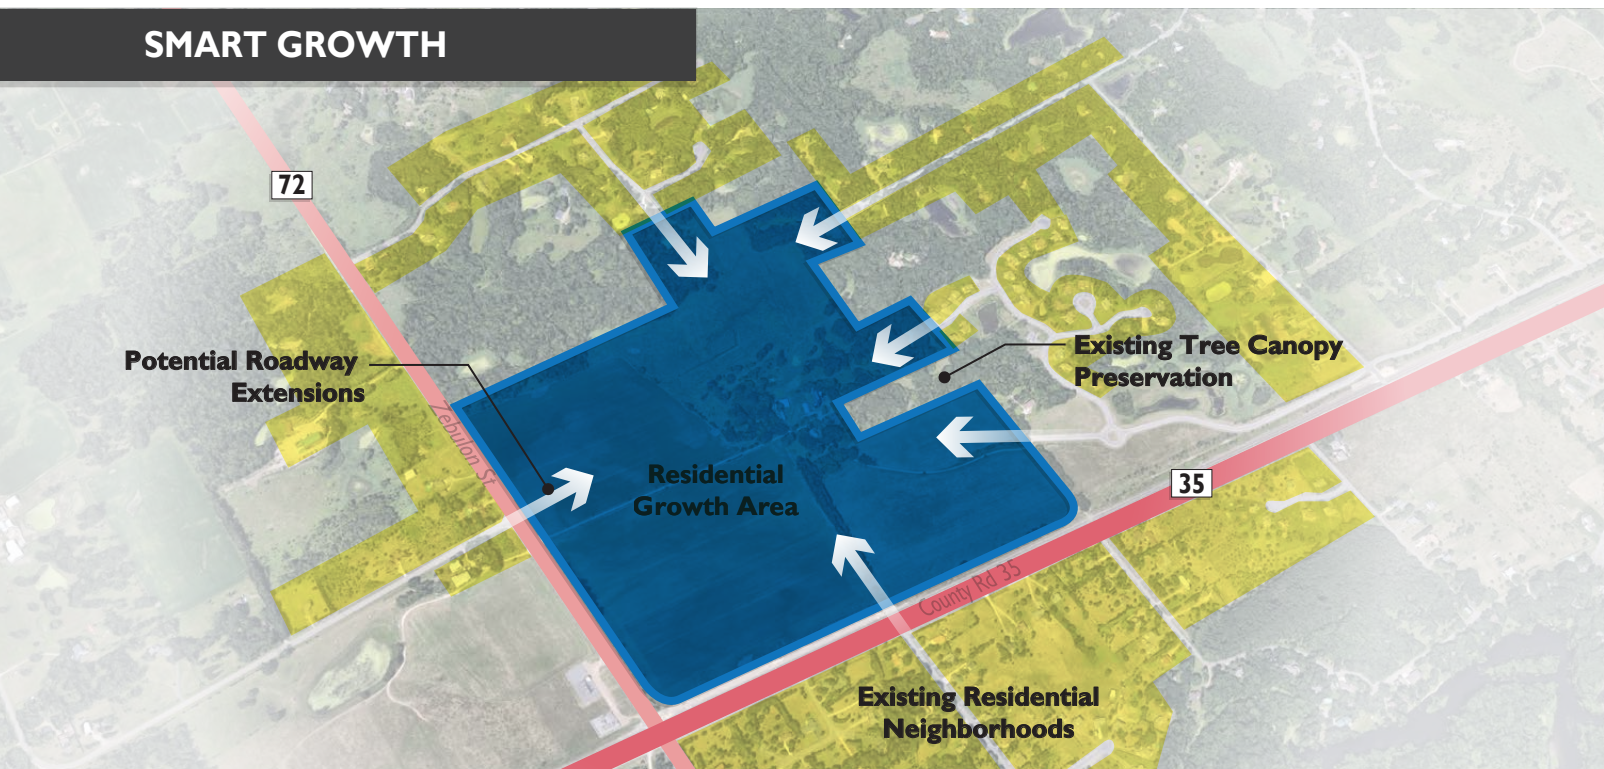 SMART GROWTH
72
Potential Roadway
Extensions
Existing Tree Canopy
Preservation
Zebulon St
Residential
Growth Area
35
County Rd 35
Existing Residential
Neighborhoods